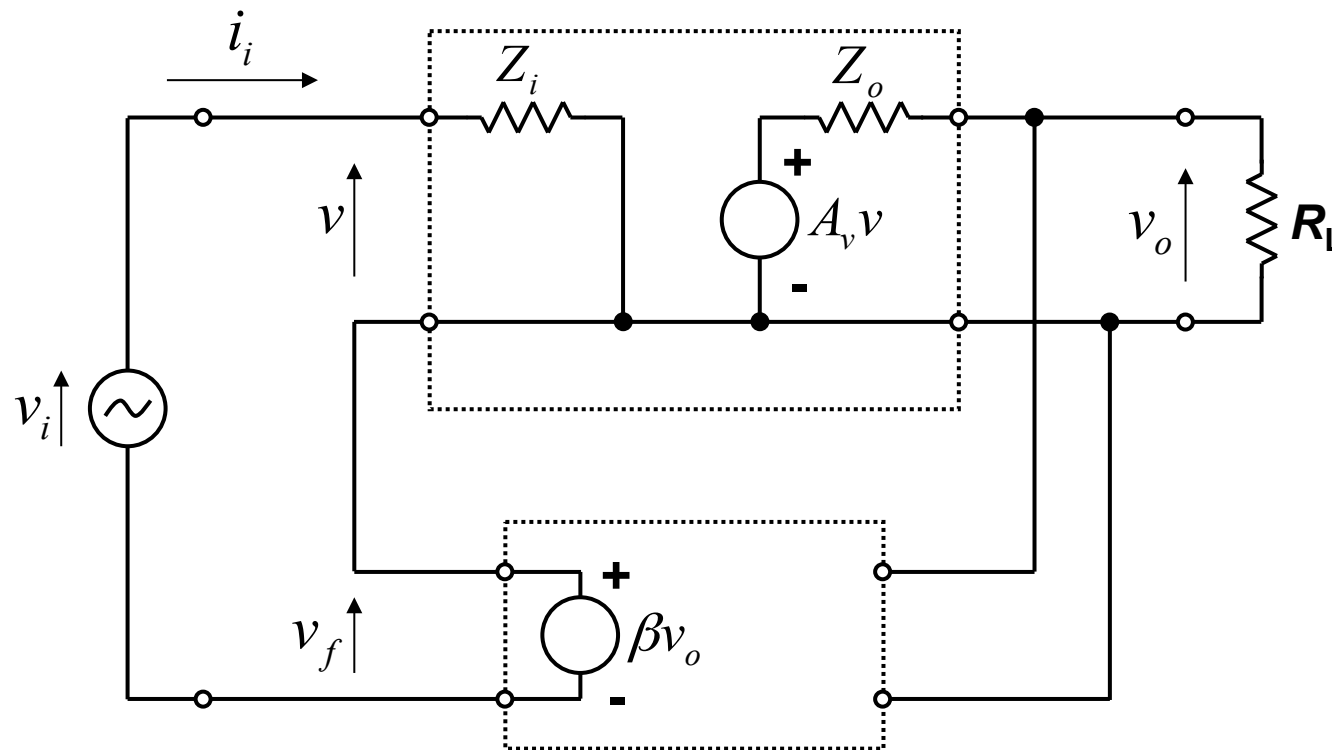 i_i
Z_i
Z_o
+
v
A_v v
v_o
R_L
-
v_i
+
v_f
βv_o
-